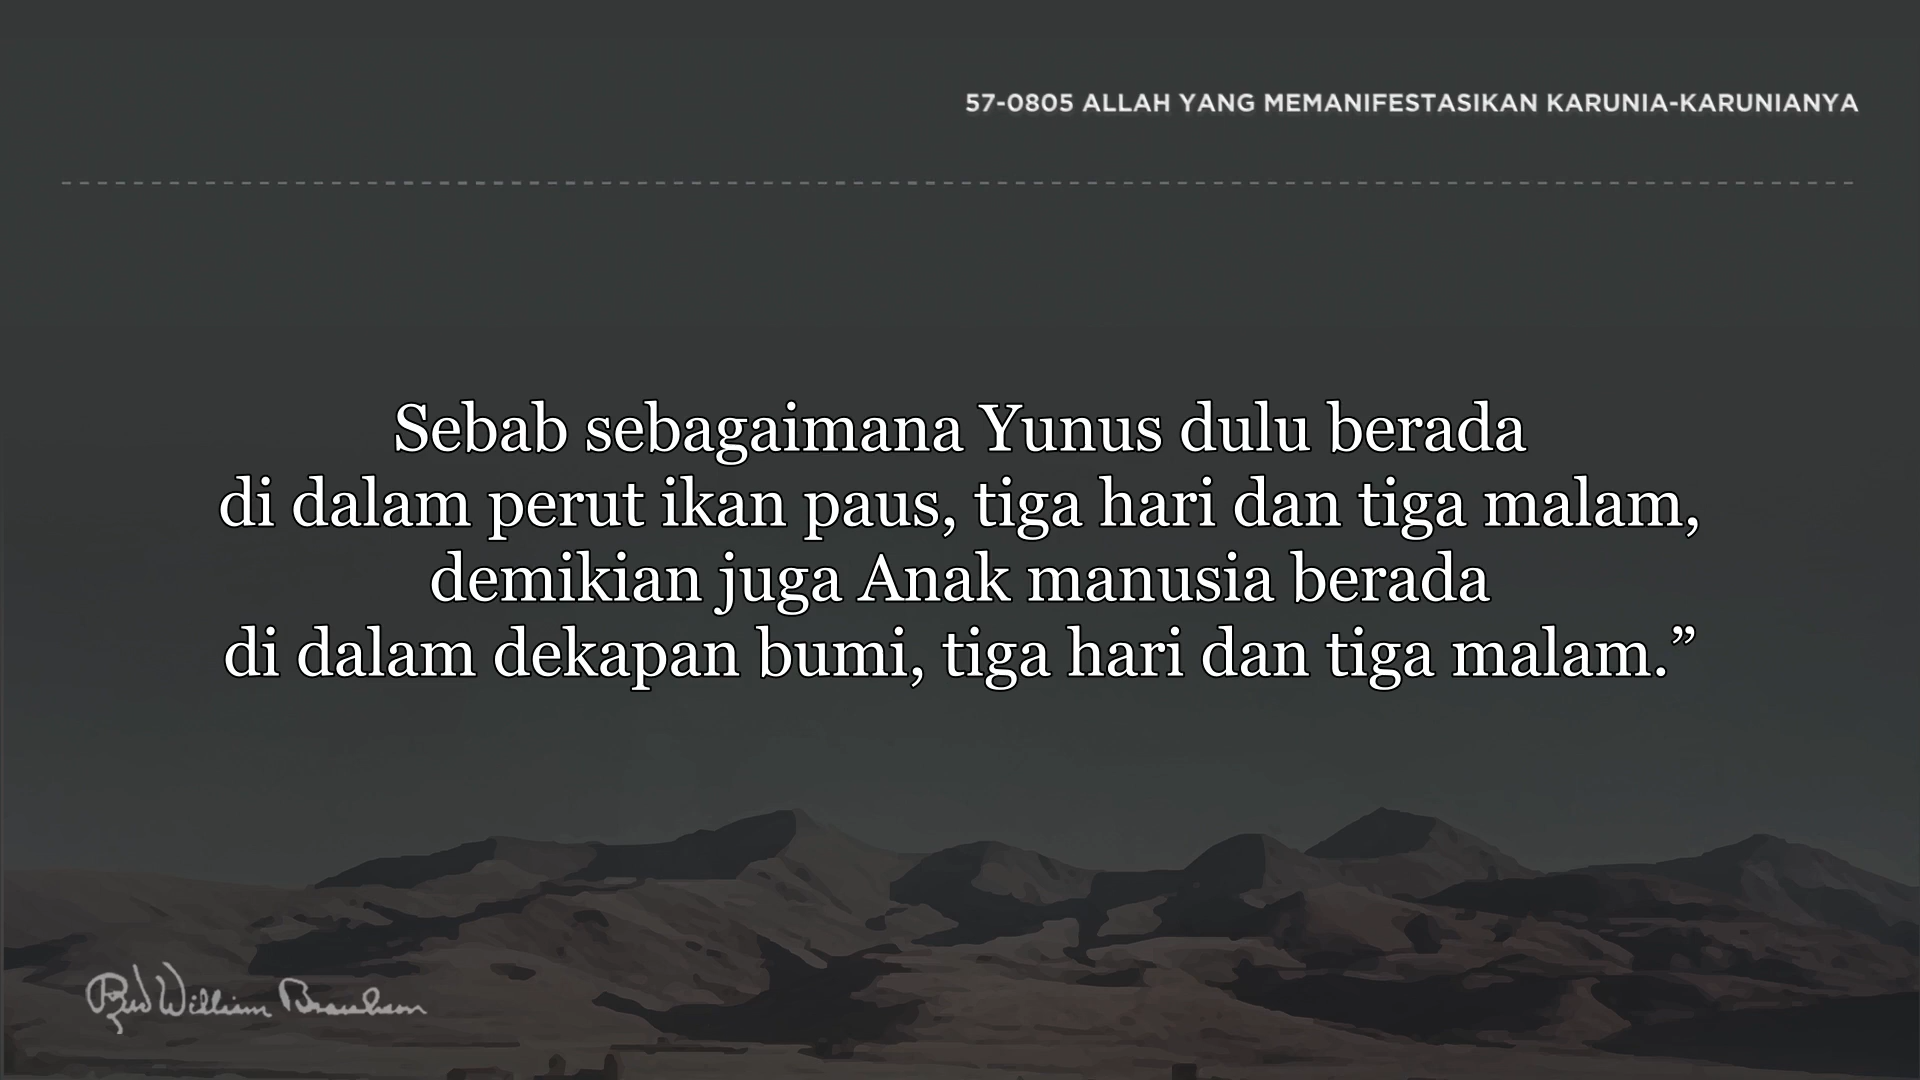 57-0805 ALLAH YANG MEMANIFESTASIKAN KARUNIA-KARUNIANYA
Sebab sebagaimana Yunus dulu berada
di dalam perut ikan paus, tiga hari dan tiga malam,
demikian juga Anak manusia berada
di dalam dekapan bumi, tiga hari dan tiga malam.”
William Branham